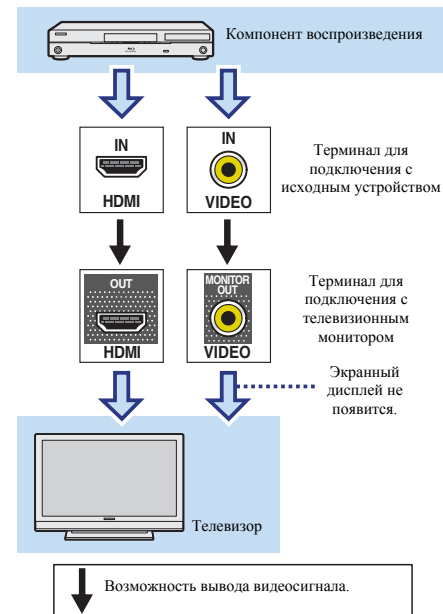 Компонент воспроизведения
IN
HDMI
IN
VIDEO
Терминал для
подключения с
исходным устройством
OUT
HDMI
MONITOR
OUT
VIDEO
Терминал для
подключения с
телевизионным
монитором
Экранный
дисплей не
появится.
Телевизор
Возможность вывода видеосигнала.